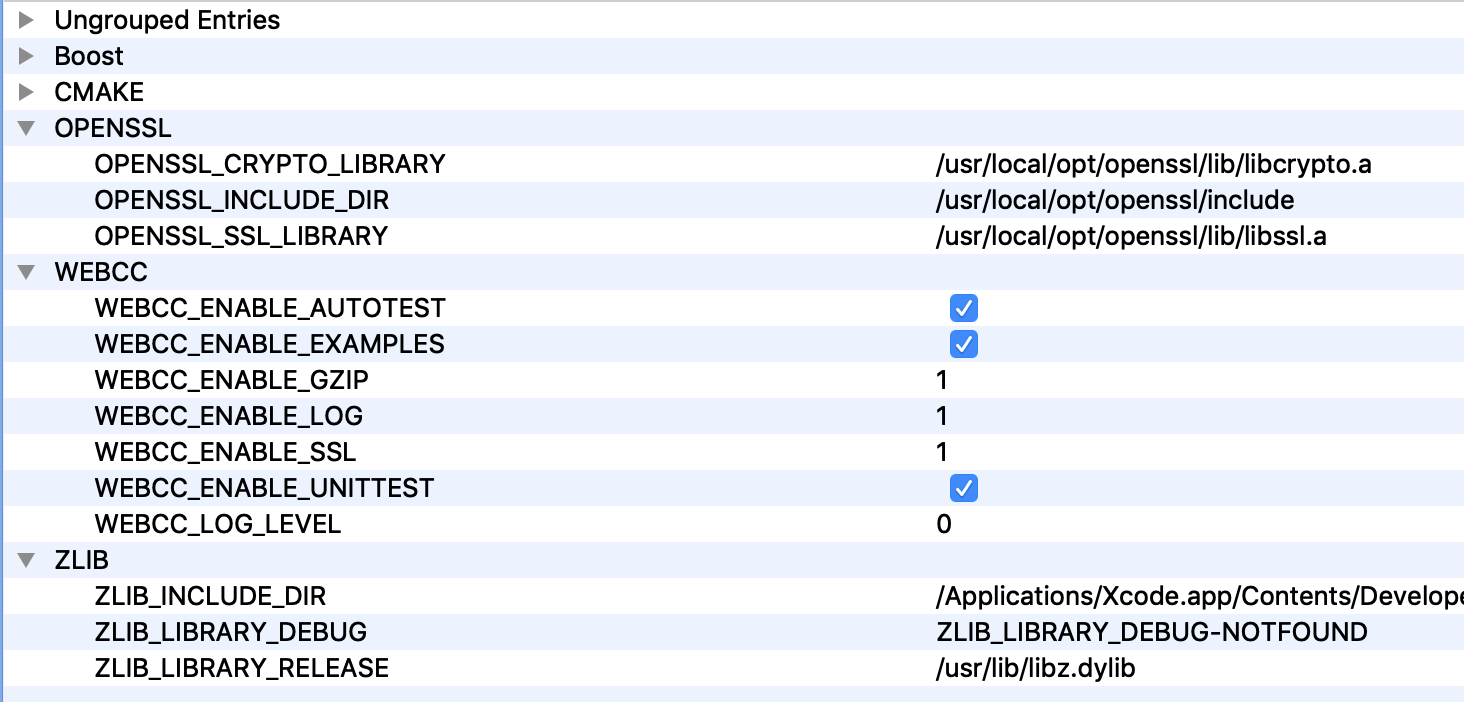 Ungrouped Entries
Boost
CMAKE
OPENSSL
OPENSSL_CRYPTO_LIBRARY /usr/local/opt/openssl/lib/libcrypto.a
OPENSSL_INCLUDE_DIR /usr/local/opt/openssl/include
OPENSSL_SSL_LIBRARY /usr/local/opt/openssl/lib/libssl.a
WEBCC
WEBCC_ENABLE_AUTOTEST
WEBCC_ENABLE_EXAMPLES
WEBCC_ENABLE_GZIP 1
WEBCC_ENABLE_LOG 1
WEBCC_ENABLE_SSL 1
WEBCC_ENABLE_UNITTEST
WEBCC_LOG_LEVEL 0
ZLIB
ZLIB_INCLUDE_DIR /Applications/Xcode.app/Contents/Develope
ZLIB_LIBRARY_DEBUG ZLIB_LIBRARY_DEBUG-NOTFOUND
ZLIB_LIBRARY_RELEASE /usr/lib/libz.dylib